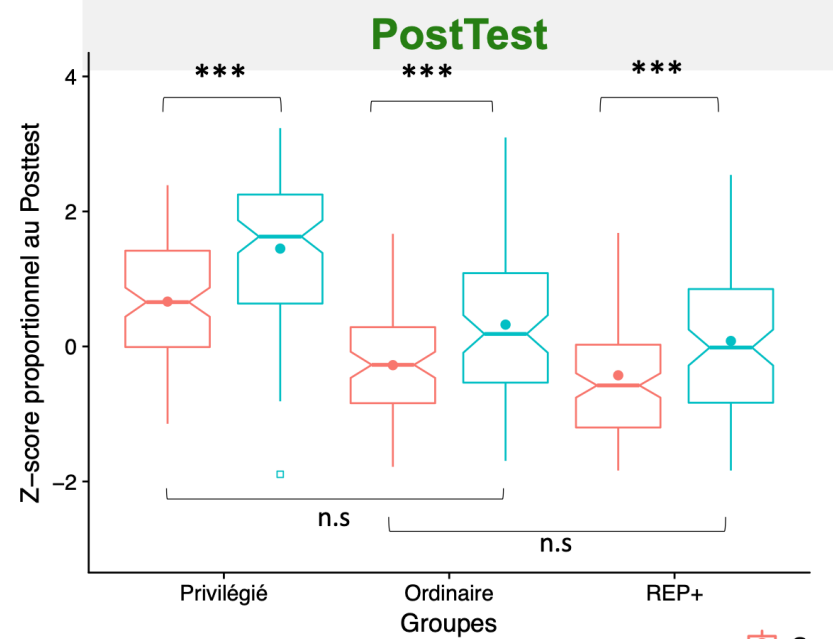 PostTest
*** *** ***
4
2
0
−2
Z−score proportionnel au Posttest
n.s
n.s
Privilégié Ordinaire REP+
Groupes